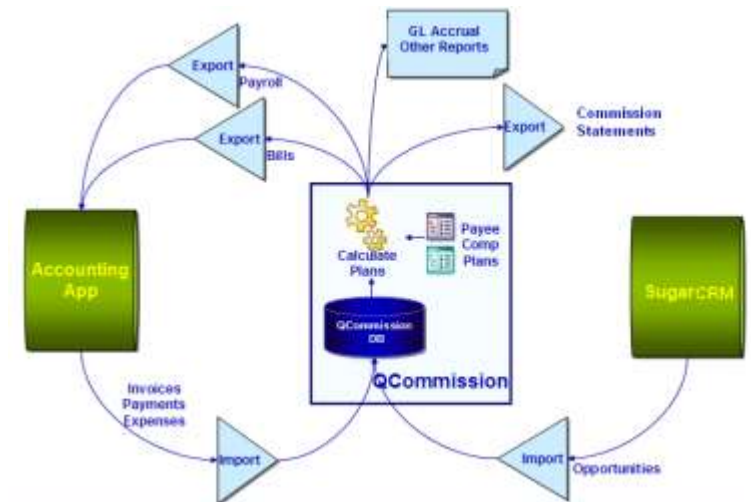 GL Accrual
Other Reports
Export
Payroll
Export
Commission
Statements
Export
Bills
Payee
Comp
Plans
Calculate
Plans
Accounting
App
SugarCRM
QCommission
DB
QCommission
Invoices
Payments
Expenses
Import
Import
Opportunities